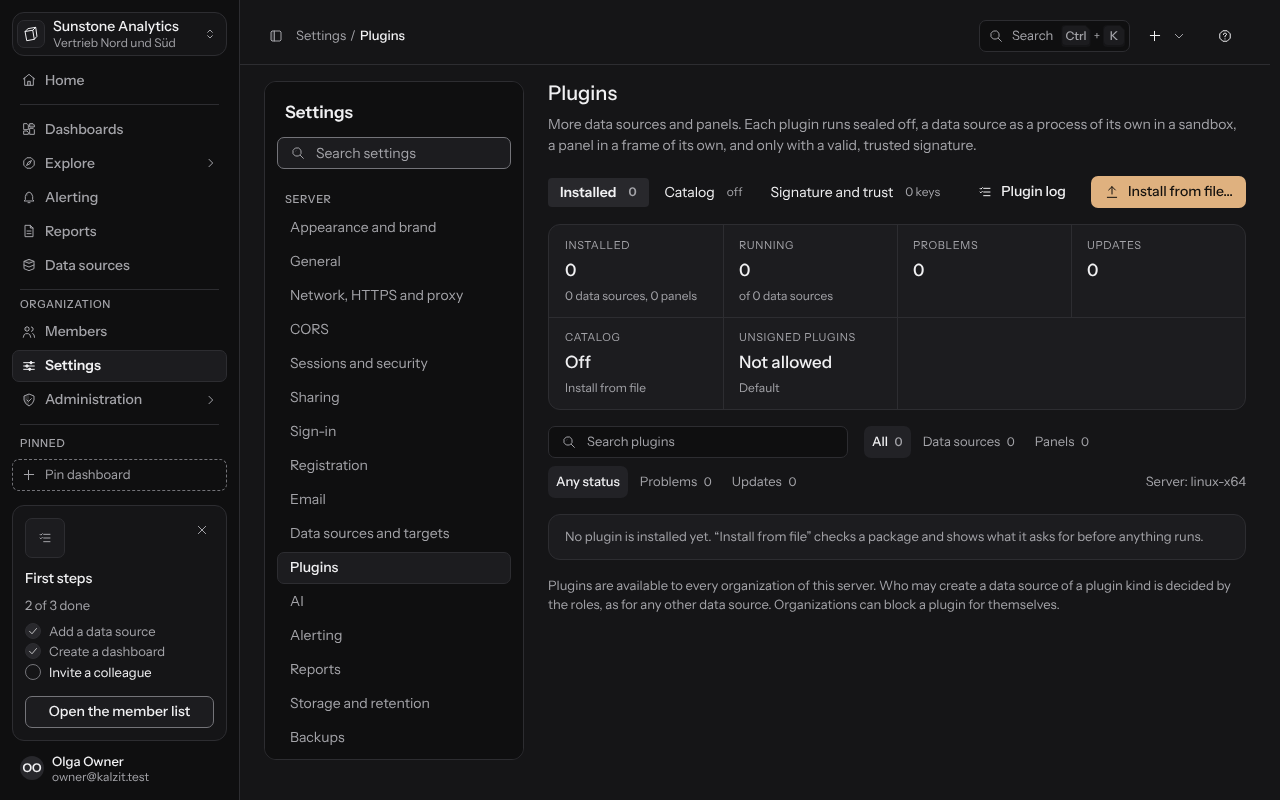 Sunstone Analytics
Vertrieb Nord und Süd
Home
Dashboards
Explore
Alerting
Reports
Data sources
ORGANIZATION
Members
Settings
Administration
PINNED
Pin dashboard
First steps
2 of 3 done
Add a data source
Create a dashboard
Invite a colleague
Open the member list
OO
Olga Owner
owner@kalzit.test
Settings / Plugins
Search Ctrl + K
Settings
Search settings
SERVER
Appearance and brand
General
Network, HTTPS and proxy
CORS
Sessions and security
Sharing
Sign-in
Registration
Email
Data sources and targets
Plugins
AI
Alerting
Reports
Storage and retention
Backups
Plugins
More data sources and panels. Each plugin runs sealed off, a data source as a process of its own in a sandbox,
a panel in a frame of its own, and only with a valid, trusted signature.
Installed 0 Catalog off Signature and trust 0 keys Plugin log Install from file...
INSTALLED
0
0 data sources, 0 panels
RUNNING
0
of 0 data sources
PROBLEMS
0
UPDATES
0
CATALOG
Off
Install from file
UNSIGNED PLUGINS
Not allowed
Default
Search plugins
All 0 Data sources 0 Panels 0
Any status Problems 0 Updates 0 Server: linux-x64
No plugin is installed yet. “Install from file” checks a package and shows what it asks for before anything runs.
Plugins are available to every organization of this server. Who may create a data source of a plugin kind is decided by
the roles, as for any other data source. Organizations can block a plugin for themselves.